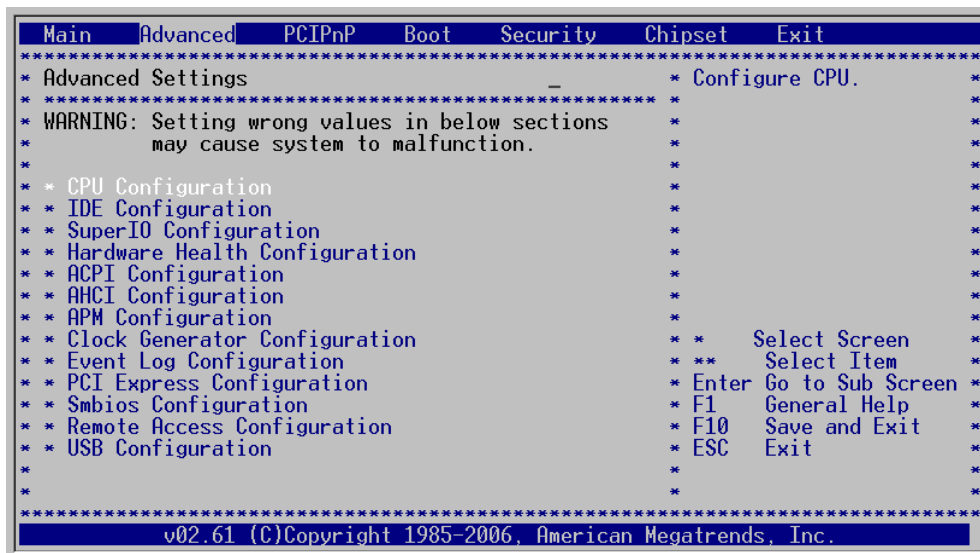 Main Advanced PCIPnP Boot Security Chipset Exit
********************************************************************************
* Advanced Settings _ * Configure CPU. *
* *************************************************** * *
* WARNING: Setting wrong values in below sections * *
* may cause system to malfunction. * *
* * *
* * CPU Configuration * *
* * IDE Configuration * *
* * SuperIO Configuration * *
* * Hardware Health Configuration * *
* * ACPI Configuration * *
* * AHCI Configuration * *
* * APM Configuration * *
* * Clock Generator Configuration * * Select Screen *
* * Event Log Configuration * ** Select Item *
* * PCI Express Configuration * Enter Go to Sub Screen *
* * Smbios Configuration * F1 General Help *
* * Remote Access Configuration * F10 Save and Exit *
* * USB Configuration * ESC Exit *
* * *
* * *
********************************************************************************
v02.61 (C)Copyright 1985-2006, American Megatrends, Inc.